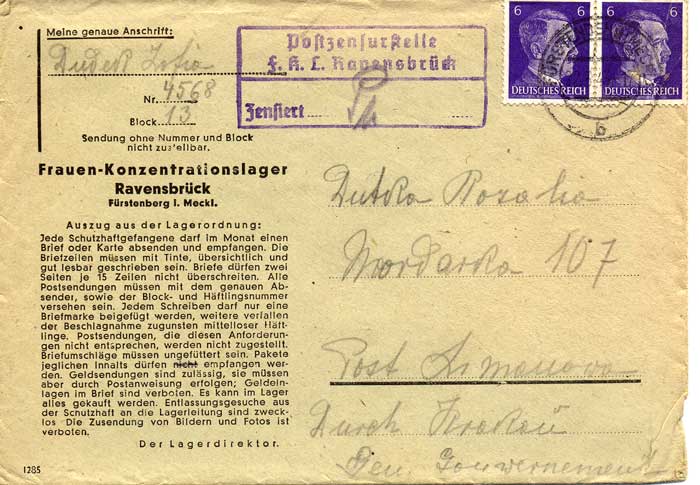 Meine genaue Anschrift:
Dudek Zofia
Nr. 4568
Block 13
Sendung ohne Nummer und Block
nicht zustellbar.
Postzensurstelle
F. K. L. Ravensbrück
Zensiert
6 6
DEUTSCHES REICH
6 6
DEUTSCHES REICH
b
Frauen-Konzentrationslager
Ravensbrück
Fürstenberg i. Meckl.
Auszug aus der Lagerordnung:
Jede Schutzhaftgefangene darf im Monat einen
Brief oder Karte absenden und empfangen. Die
Briefzeilen müssen mit Tinte, übersichtlich und
gut lesbar geschrieben sein. Briefe dürfen zwei
Seiten je 15 Zeilen nicht überschreiten. Alle
Postsendungen müssen mit dem genauen Ab-
sender, sowie der Block- und Häftlingsnummer
versehen sein. Jedem Schreiben darf nur eine
Briefmarke beigefügt werden, weitere verfallen
der Beschlagnahme zugunsten mittelloser Häft-
linge. Postsendungen, die diesen Anforderun-
gen nicht entsprechen, werden nicht zugestellt.
Briefumschläge müssen ungefüttert sein. Pakete
jeglichen Inhalts dürfen nicht empfangen wer-
den. Geldsendungen sind zulässig, sie müssen
aber durch Postanweisung erfolgen; Geldein-
lagen im Brief sind verboten. Es kann im Lager
alles gekauft werden. Entlassungsgesuche aus
der Schutzhaft an die Lagerleitung sind zweck-
los Die Zusendung von Bildern und Fotos ist
verboten.
Der Lagerdirektor.
1285
Dutka Rozalia
Mordarka 107
Post Limanowa
Durch Krakau
Gen. Gouvernement